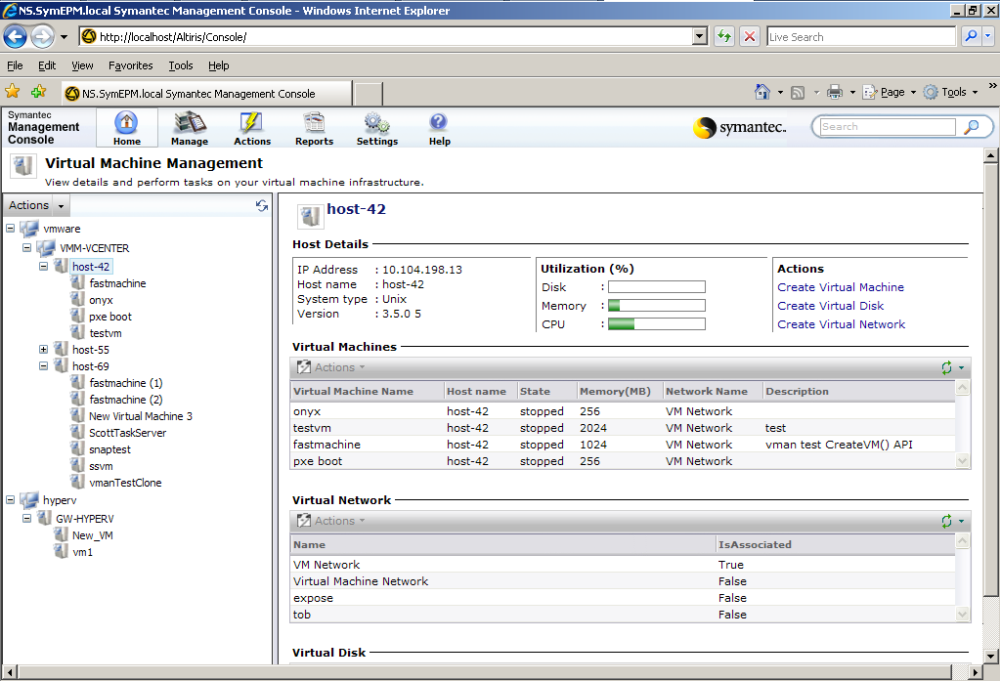 NS.SymEPM.local Symantec Management Console - Windows Internet Explorer
http://localhost/Altiris/Console/
Live Search
File Edit View Favorites Tools Help
NS.SymEPM.local Symantec Management Console
Page Tools »
Symantec
Management
Console
Home Manage Actions Reports Settings Help
symantec.
Search
Virtual Machine Management
View details and perform tasks on your virtual machine infrastructure.
Actions
vmware
VMM-VCENTER
host-42
fastmachine
onyx
pxe boot
testvm
host-55
host-69
fastmachine (1)
fastmachine (2)
New Virtual Machine 3
ScottTaskServer
snaptest
ssvm
vmanTestClone
hyperv
GW-HYPERV
New_VM
vm1
host-42
Host Details
IP Address : 10.104.198.13
Host name : host-42
System type : Unix
Version : 3.5.0 5
Utilization (%)
Disk :
Memory :
CPU :
Actions
Create Virtual Machine
Create Virtual Disk
Create Virtual Network
Virtual Machines
Actions
Virtual Machine Name Host name State Memory(MB) Network Name Description
onyx host-42 stopped 256 VM Network
testvm host-42 stopped 2024 VM Network test
fastmachine host-42 stopped 1024 VM Network vman test CreateVM() API
pxe boot host-42 stopped 256 VM Network
Virtual Network
Actions
Name IsAssociated
VM Network True
Virtual Machine Network False
expose False
tob False
Virtual Disk